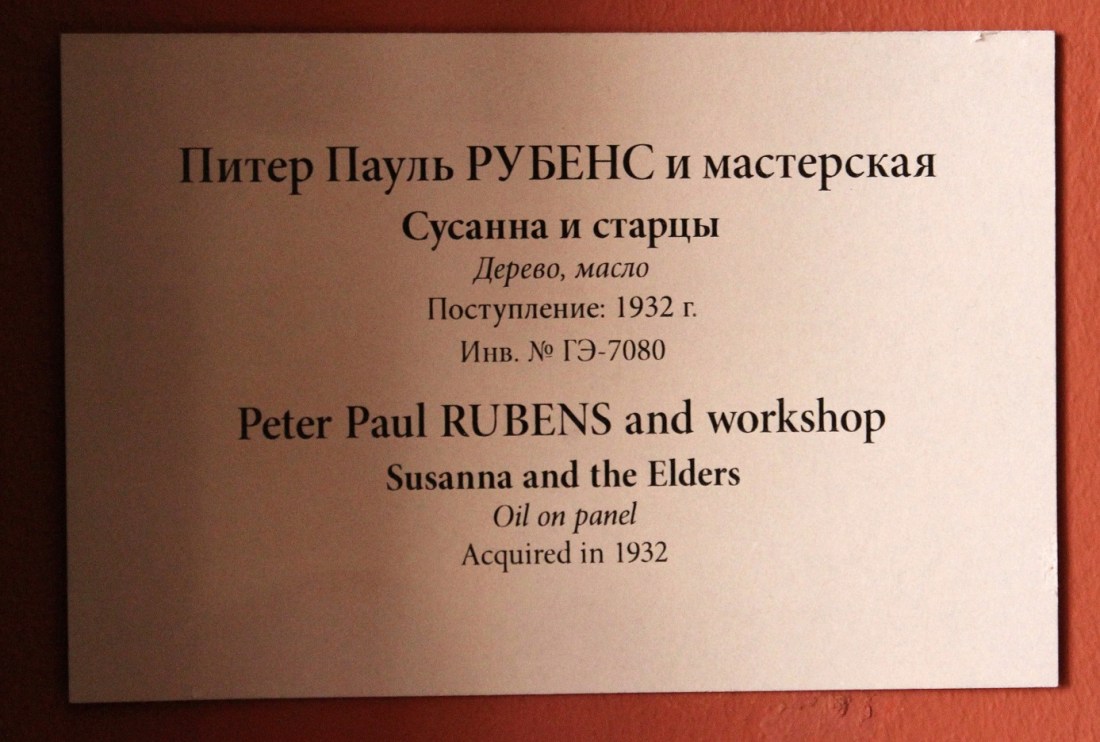 Питер Пауль РУБЕНС и мастерская
Сусанна и старцы
Дерево, масло
Поступление: 1932 г.
Инв. № ГЭ-7080
Peter Paul RUBENS and workshop
Susanna and the Elders
Oil on panel
Acquired in 1932